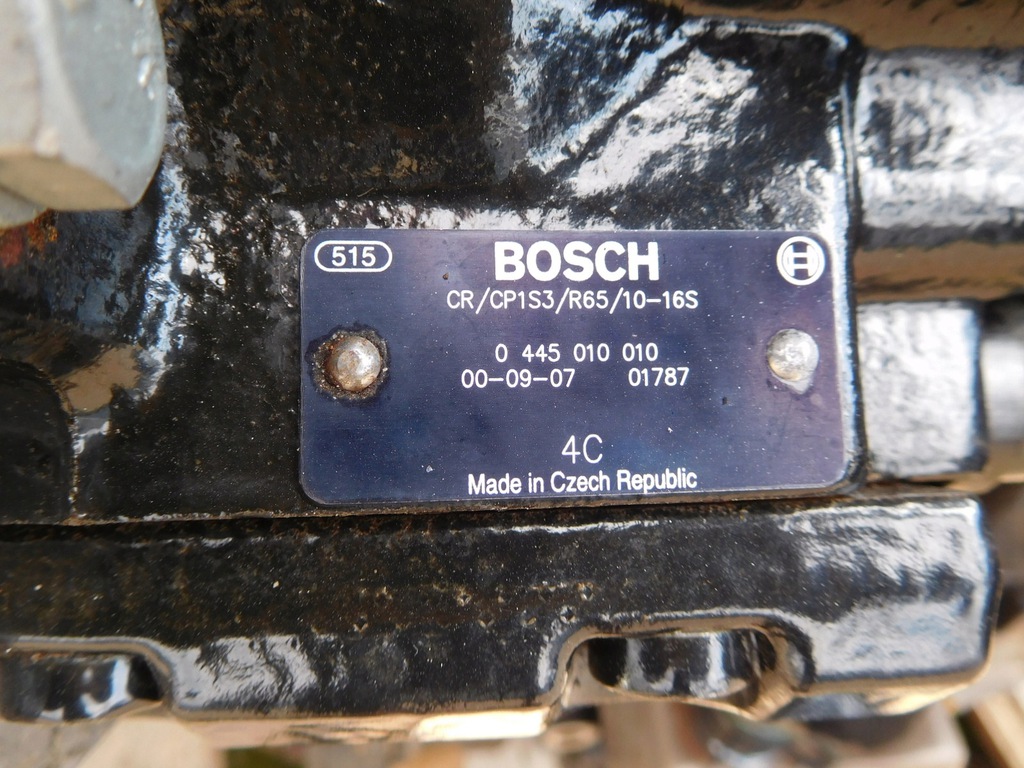 515
BOSCH
CR/CP1S3/R65/10-16S
0 445 010 010
00-09-07 01787
4C
Made in Czech Republic